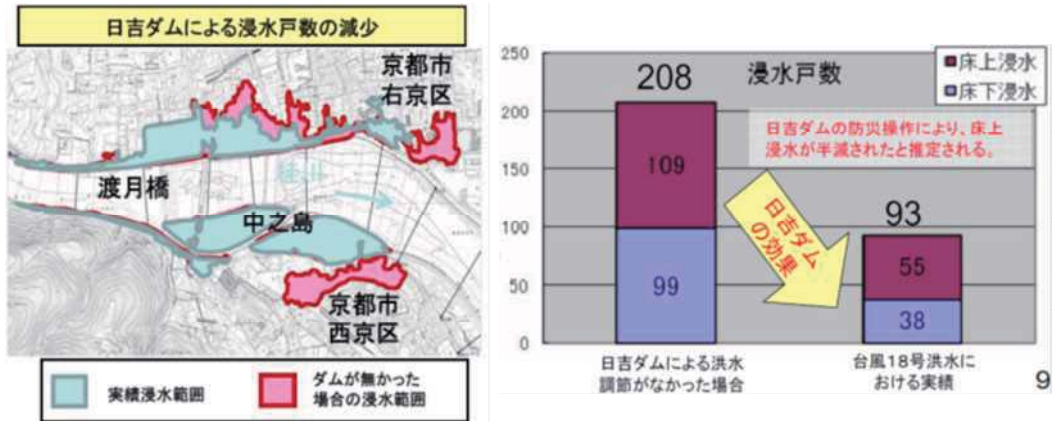 日吉ダムによる浸水戸数の減少
京都市
右京区
渡月橋
桂川
中之島
京都市
西京区
実績浸水範囲
ダムが無かった
場合の浸水範囲
250
200
150
100
50
0
浸水戸数
床上浸水
床下浸水
208
日吉ダムの防災操作により、床上
浸水が半減されたと推定される。
109
99
日吉ダム
の効果
93
55
38
日吉ダムによる洪水
調節がなかった場合
台風18号洪水に
おける実績
9